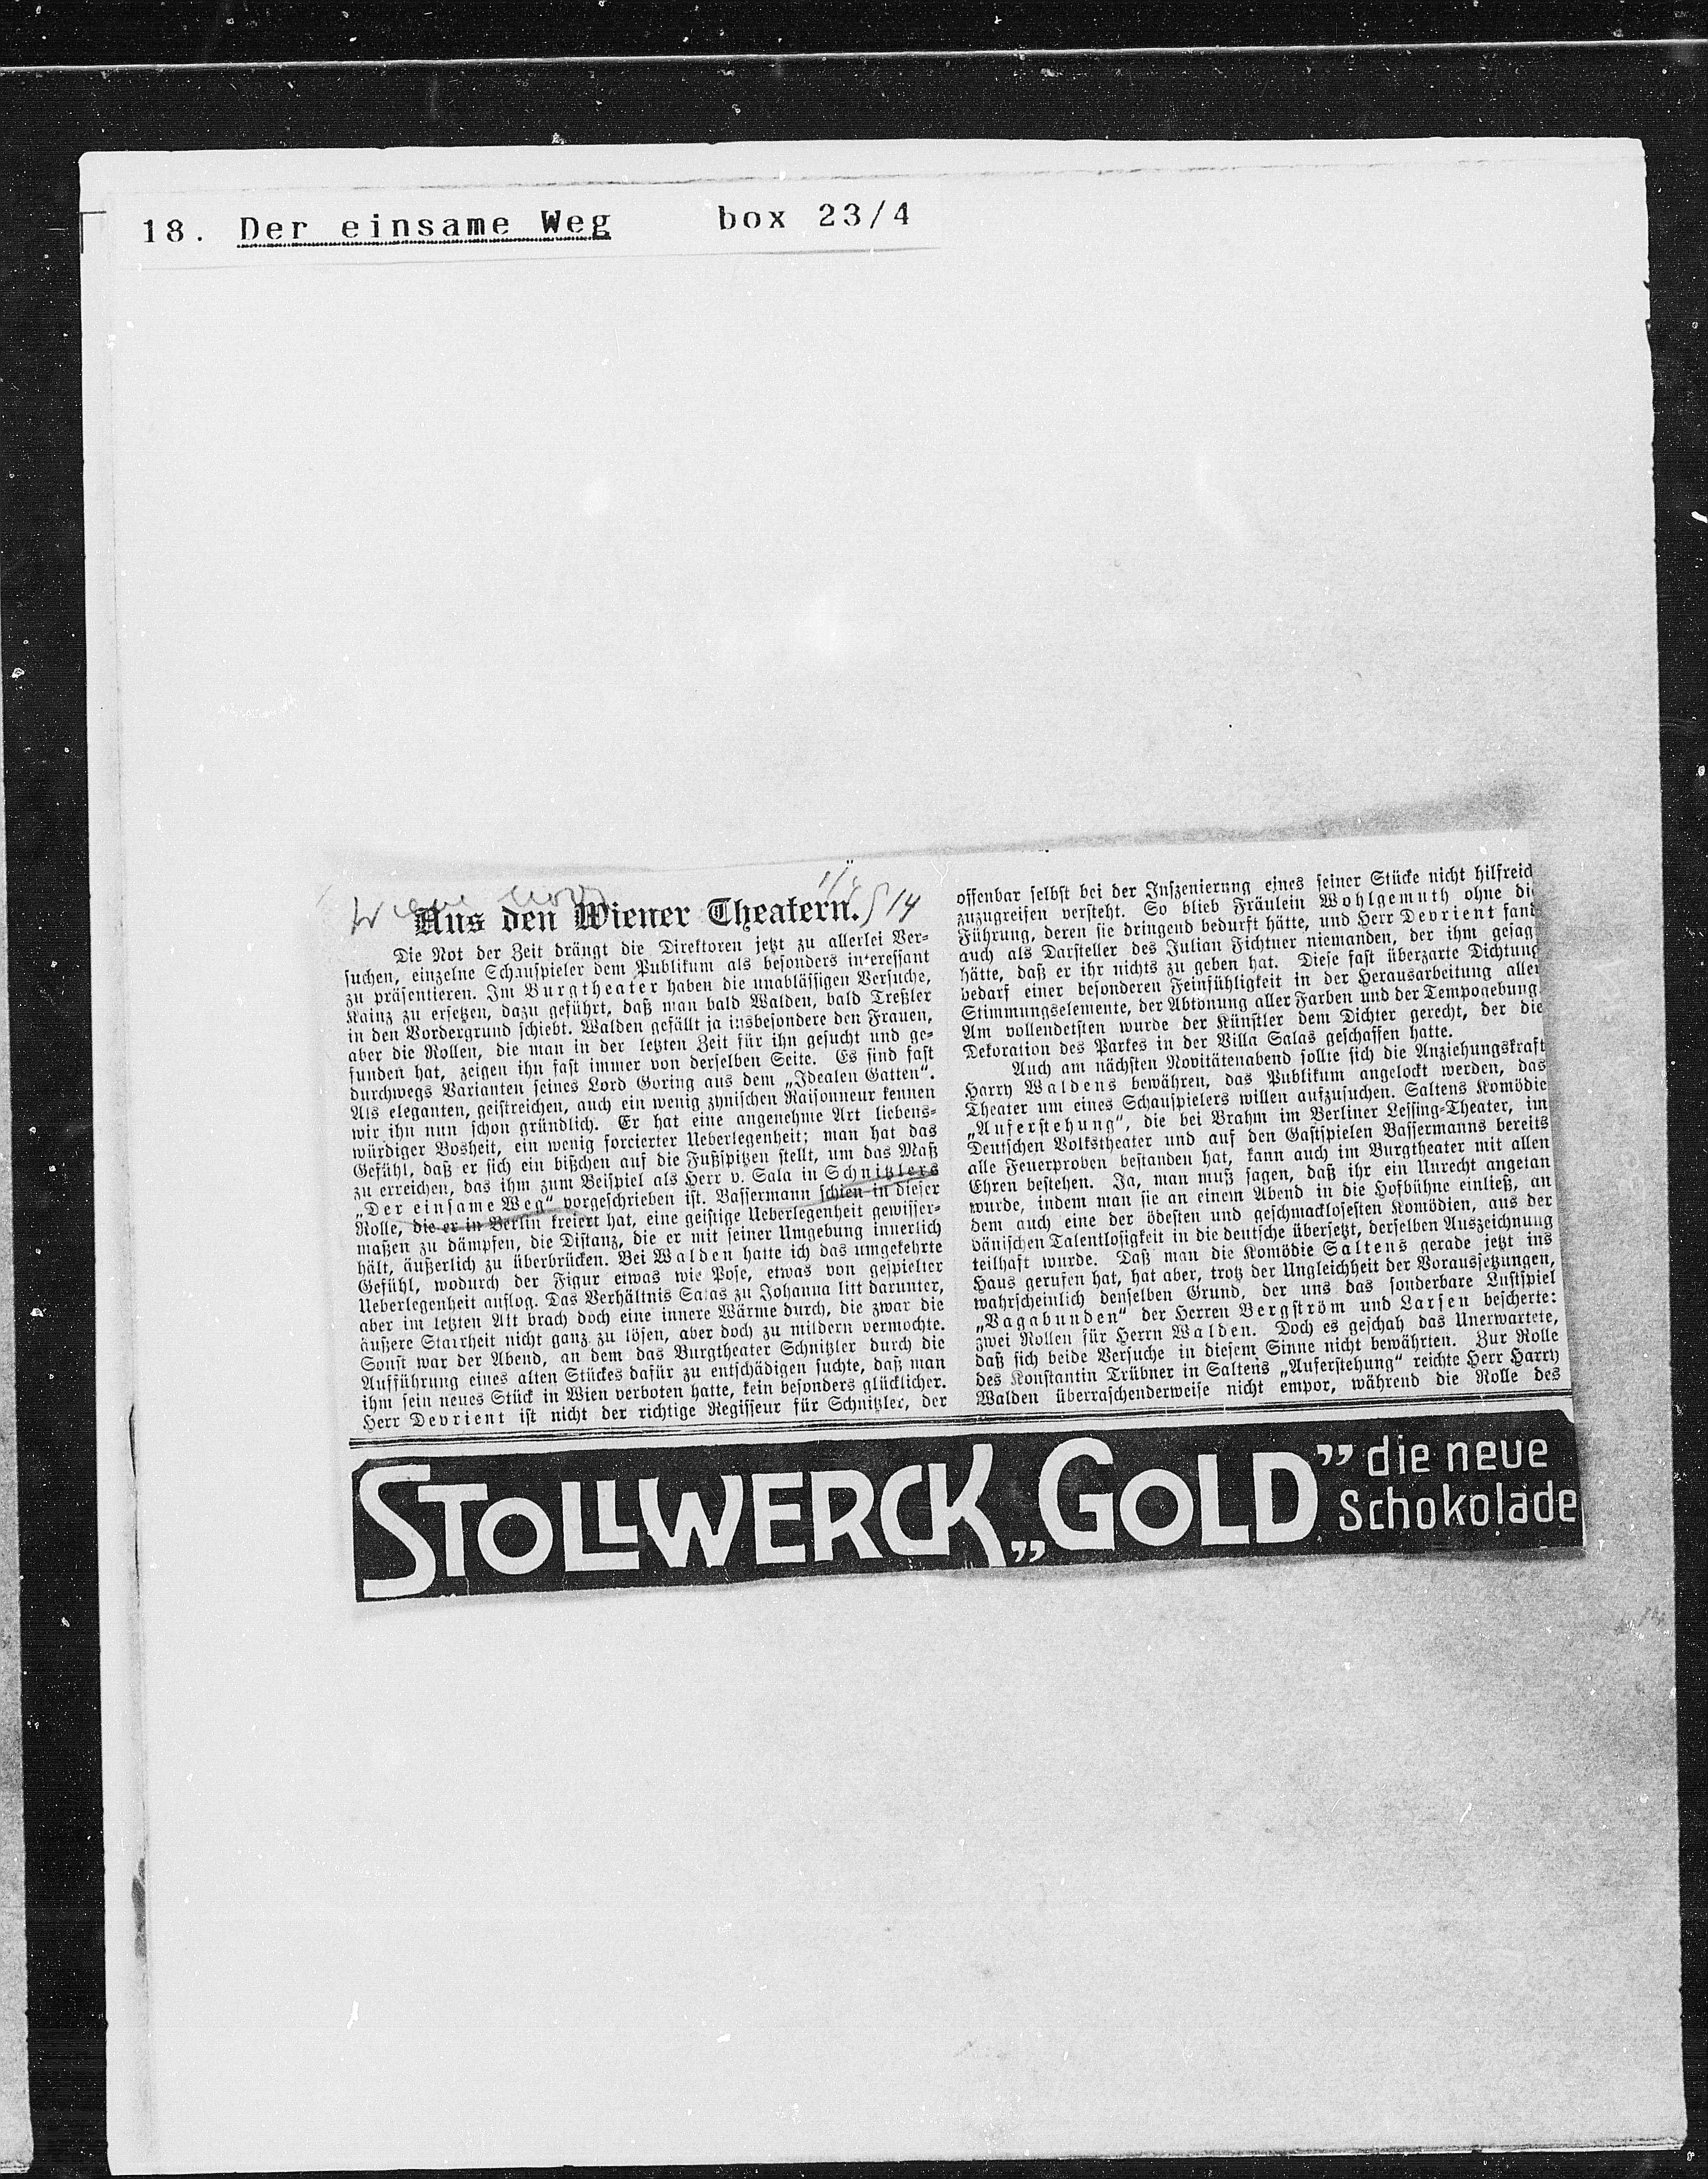 18. Der einsame Weg box 23/4
14
Aus den Wiener Theatern.
Die Not der Zeit drängt die Direktoren jetzt zu allerlei Ver-
suchen, einzelne Schauspieler dem Publikum als besonders interessant
zu präsentieren. Im Burgtheater haben die unablässigen Versuche,
Kainz zu ersetzen, dazu geführt, daß man bald Walden, bald Treßler
in den Vordergrund schiebt. Walden gefällt ja insbesondere den Frauen,
aber die Rollen, die man in der letzten Zeit für ihn gesucht und ge-
funden hat, zeigen ihn fast immer von derselben Seite. Es sind fast
durchwegs Varianten seines Lord Goring aus dem „Idealen Gatten“.
Als eleganten, geistreichen, auch ein wenig zynischen Raisonneur kennen
wir ihn nun schon gründlich. Er hat eine angenehme Art liebens-
würdiger Bosheit, ein wenig forcierter Ueberlegenheit; man hat das
Gefühl, daß er sich ein bißchen auf die Fußspitzen stellt, um das Maß
zu erreichen, das ihm zum Beispiel als Herr v. Sala in Schnitzlers
„Der einsame Weg“ vorgeschrieben ist. Bassermann schien in dieser
Rolle, die er in Berlin kreiert hat, eine geistige Ueberlegenheit gewisser-
maßen zu dämpfen, die Distanz, die er mit seiner Umgebung innerlich
hält, äußerlich zu überbrücken. Bei Walden hatte ich das umgekehrte
Gefühl, wodurch der Figur etwas wie Pose, etwas von gespielter
Ueberlegenheit anflog. Das Verhältnis Salas zu Johanna litt darunter,
aber im letzten Akt brach doch eine innere Wärme durch, die zwar die
äußere Starrheit nicht ganz zu lösen, aber doch zu mildern vermochte.
Sonst war der Abend, an dem das Burgtheater Schnitzler durch die
Aufführung eines alten Stückes dafür zu entschädigen suchte, daß man
ihm sein neues Stück in Wien verboten hatte, kein besonders glücklicher.
Herr Devrient ist nicht der richtige Regisseur für Schnitzler, der
offenbar selbst bei der Inszenierung eines seiner Stücke nicht hilfreich
zuzugreifen versteht. So blieb Fräulein Wohlgemuth ohne die
Führung, deren sie dringend bedurft hätte, und Herr Devrient fand
auch als Darsteller des Julian Fichtner niemanden, der ihm gesagt
hätte, daß er ihr nichts zu geben hat. Diese fast überzarte Dichtung
bedarf einer besonderen Feinfühligkeit in der Herausarbeitung aller
Stimmungselemente, der Abtönung aller Farben und der Tempogebung.
Am vollendetsten wurde der Künstler dem Dichter gerecht, der die
Dekoration des Parkes in der Villa Salas geschaffen hatte.
Auch am nächsten Novitätenabend sollte sich die Anziehungskraft
Harry Waldens bewähren, das Publikum angelockt werden, das
Theater um eines Schauspielers willen aufzusuchen. Saltens Komödie
„Auferstehung“, die bei Brahm im Berliner Lessing-Theater, im
Deutschen Volkstheater und auf den Gastspielen Bassermanns bereits
alle Feuerproben bestanden hat, kann auch im Burgtheater mit allen
Ehren bestehen. Ja, man muß sagen, daß ihr ein Unrecht angetan
wurde, indem man sie an einem Abend in die Hofbühne einließ, an
dem auch eine der ödesten und geschmacklosesten Komödien, aus der
dänischen Talentlosigkeit in die deutsche übersetzt, derselben Auszeichnung
teilhaft wurde. Daß man die Komödie Saltens gerade jetzt ins
Haus gerufen hat, hat aber, trotz der Ungleichheit der Voraussetzungen,
wahrscheinlich denselben Grund, der uns das sonderbare Lustspiel
„Vagabunden“ der Herren Bergström und Larsen bescherte:
zwei Rollen für Herrn Walden. Doch es geschah das Unerwartete,
daß sich beide Versuche in diesem Sinne nicht bewährten. Zur Rolle
des Konstantin Trübner in Saltens „Auferstehung“ reichte Herr Harry
Walden überraschenderweise nicht empor, während die Rolle des
STOLLWERCK „GOLD” die neue
Schokolade